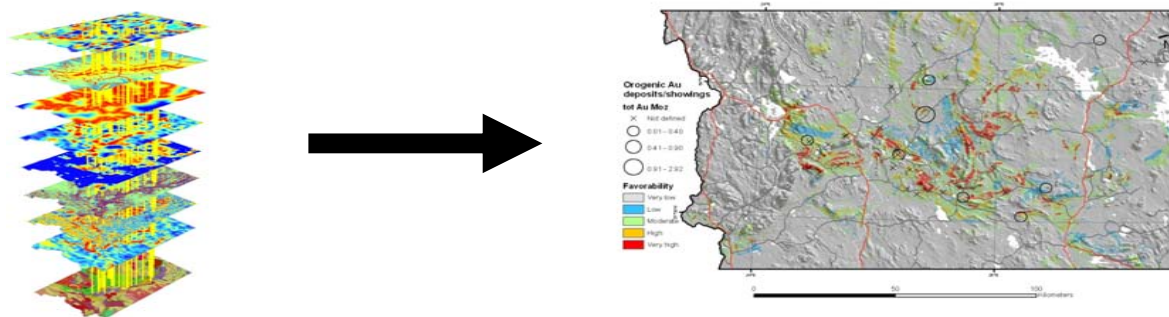 Orogenic Au
deposits/showings
tot Au Moz
Not defined
0.01 – 0.40
0.41 – 0.90
0.91 – 2.92
Favorability
Very low
Low
Moderate
High
Very high
0
50
100
Kilometers